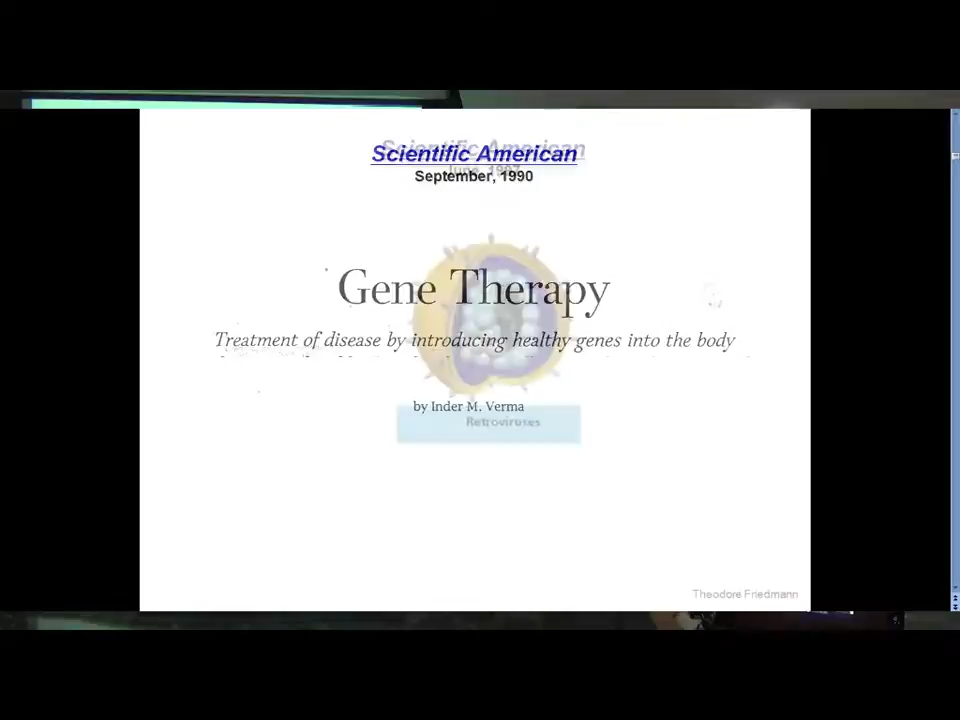 Scientific American
September, 1990
Gene Therapy
Treatment of disease by introducing healthy genes into the body
by Inder M. Verma
Retroviruses
Theodore Friedmann